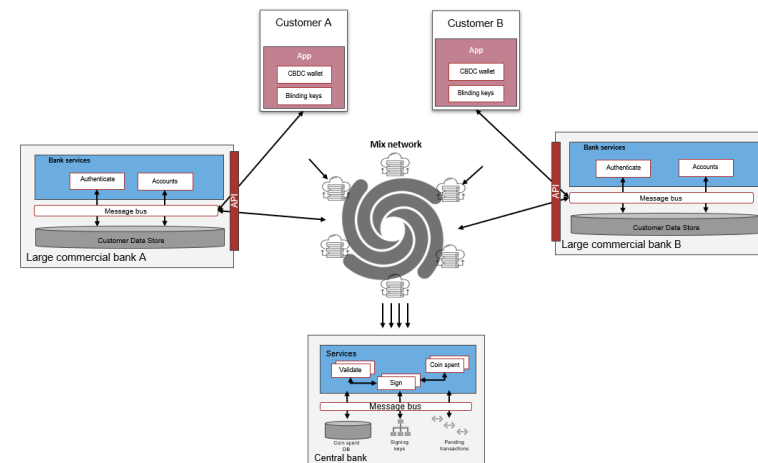 Customer A
App
CBDC wallet
Blinding keys
Customer B
App
CBDC wallet
Blinding keys
Mix network
Bank services
Authenticate
Accounts
Message bus
Customer Data Store
API
Large commercial bank A
Bank services
Authenticate
Accounts
Message bus
Customer Data Store
API
Large commercial bank B
Services
Validate
Coin spent
Sign
Message bus
Coin spent
DB
Signing
keys
Pending
transactions
Central bank